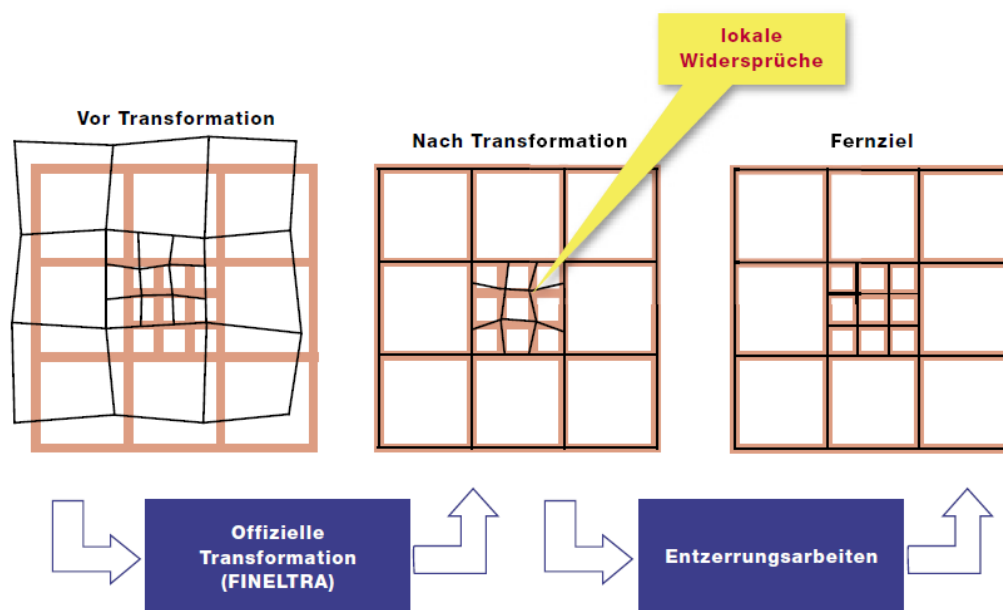 lokale
Widersprüche
Vor Transformation
Nach Transformation
Fernziel
Offizielle
Transformation
(FINELTRA)
Entzerrungsarbeiten